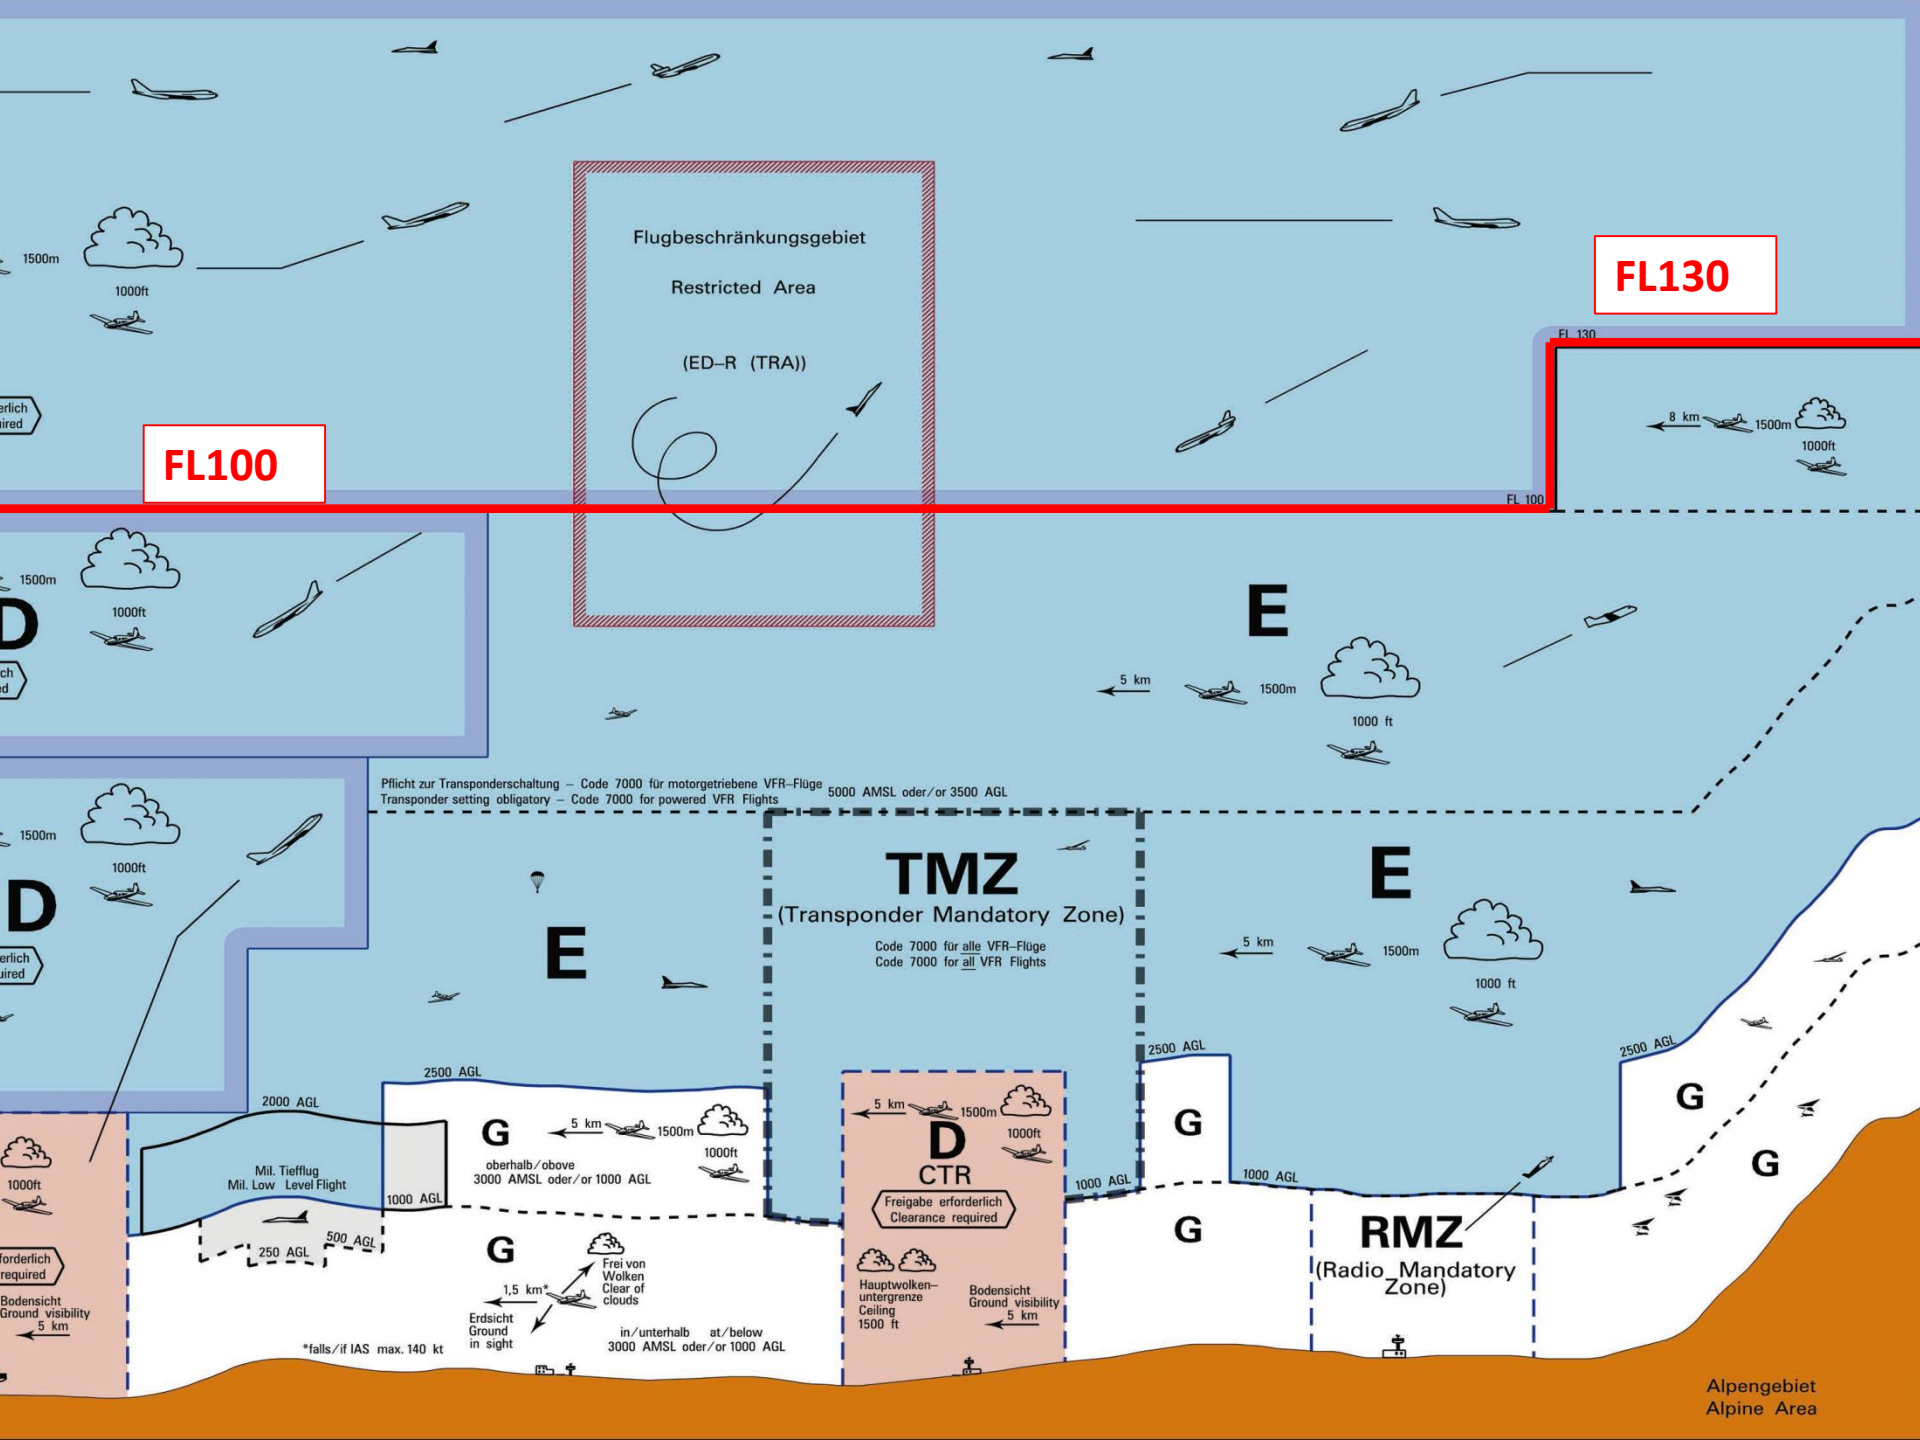 1500m
1000ft
Flugbeschränkungsgebiet
Restricted Area
(ED–R (TRA))
FL130
FL 130
8 km
1500m
1000ft
FL100
FL 100
1500m
1000ft
D
E
5 km
1500m
1000 ft
Pflicht zur Transponderschaltung – Code 7000 für motorgetriebene VFR–Flüge
Transponder setting obligatory – Code 7000 for powered VFR Flights
5000 AMSL oder/or 3500 AGL
1500m
1000ft
D
E
TMZ
(Transponder Mandatory Zone)
Code 7000 für alle VFR–Flüge
Code 7000 for all VFR Flights
E
5 km
1500m
1000 ft
2500 AGL
2500 AGL
2500 AGL
2000 AGL
Mil. Tiefflug
Mil. Low Level Flight
1000 AGL
500 AGL
250 AGL
G
5 km
1500m
1000ft
oberhalb/obove
3000 AMSL oder/or 1000 AGL
5 km
1500m
1000ft
D
CTR
Freigabe erforderlich
Clearance required
Hauptwolken–
untergrenze
Ceiling
1500 ft
Bodensicht
Ground visibility
5 km
1000 AGL
G
1000 AGL
G
G
G
1000ft
Bodensicht
Ground visibility
5 km
G
1,5 km*
Frei von
Wolken
Clear of
clouds
Erdsicht
Ground
in sight
*falls/if IAS max. 140 kt
in/unterhalb at/below
3000 AMSL oder/or 1000 AGL
RMZ
(Radio Mandatory
Zone)
Alpengebiet
Alpine Area